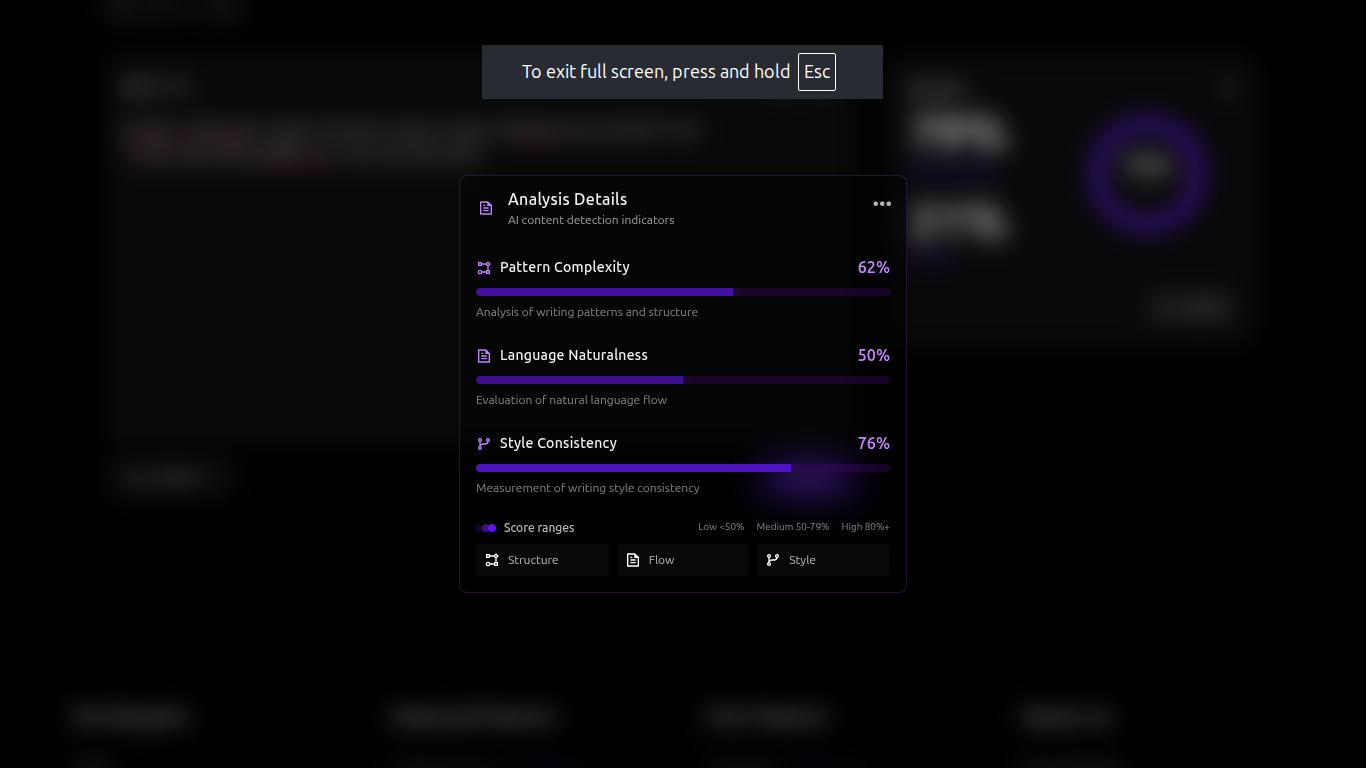 To exit full screen, press and hold Esc
Analysis Details
AI content detection indicators
Pattern Complexity 62%
Analysis of writing patterns and structure
Language Naturalness 50%
Evaluation of natural language flow
Style Consistency 76%
Measurement of writing style consistency
Score ranges Low <50% Medium 50-79% High 80%+
Structure Flow Style